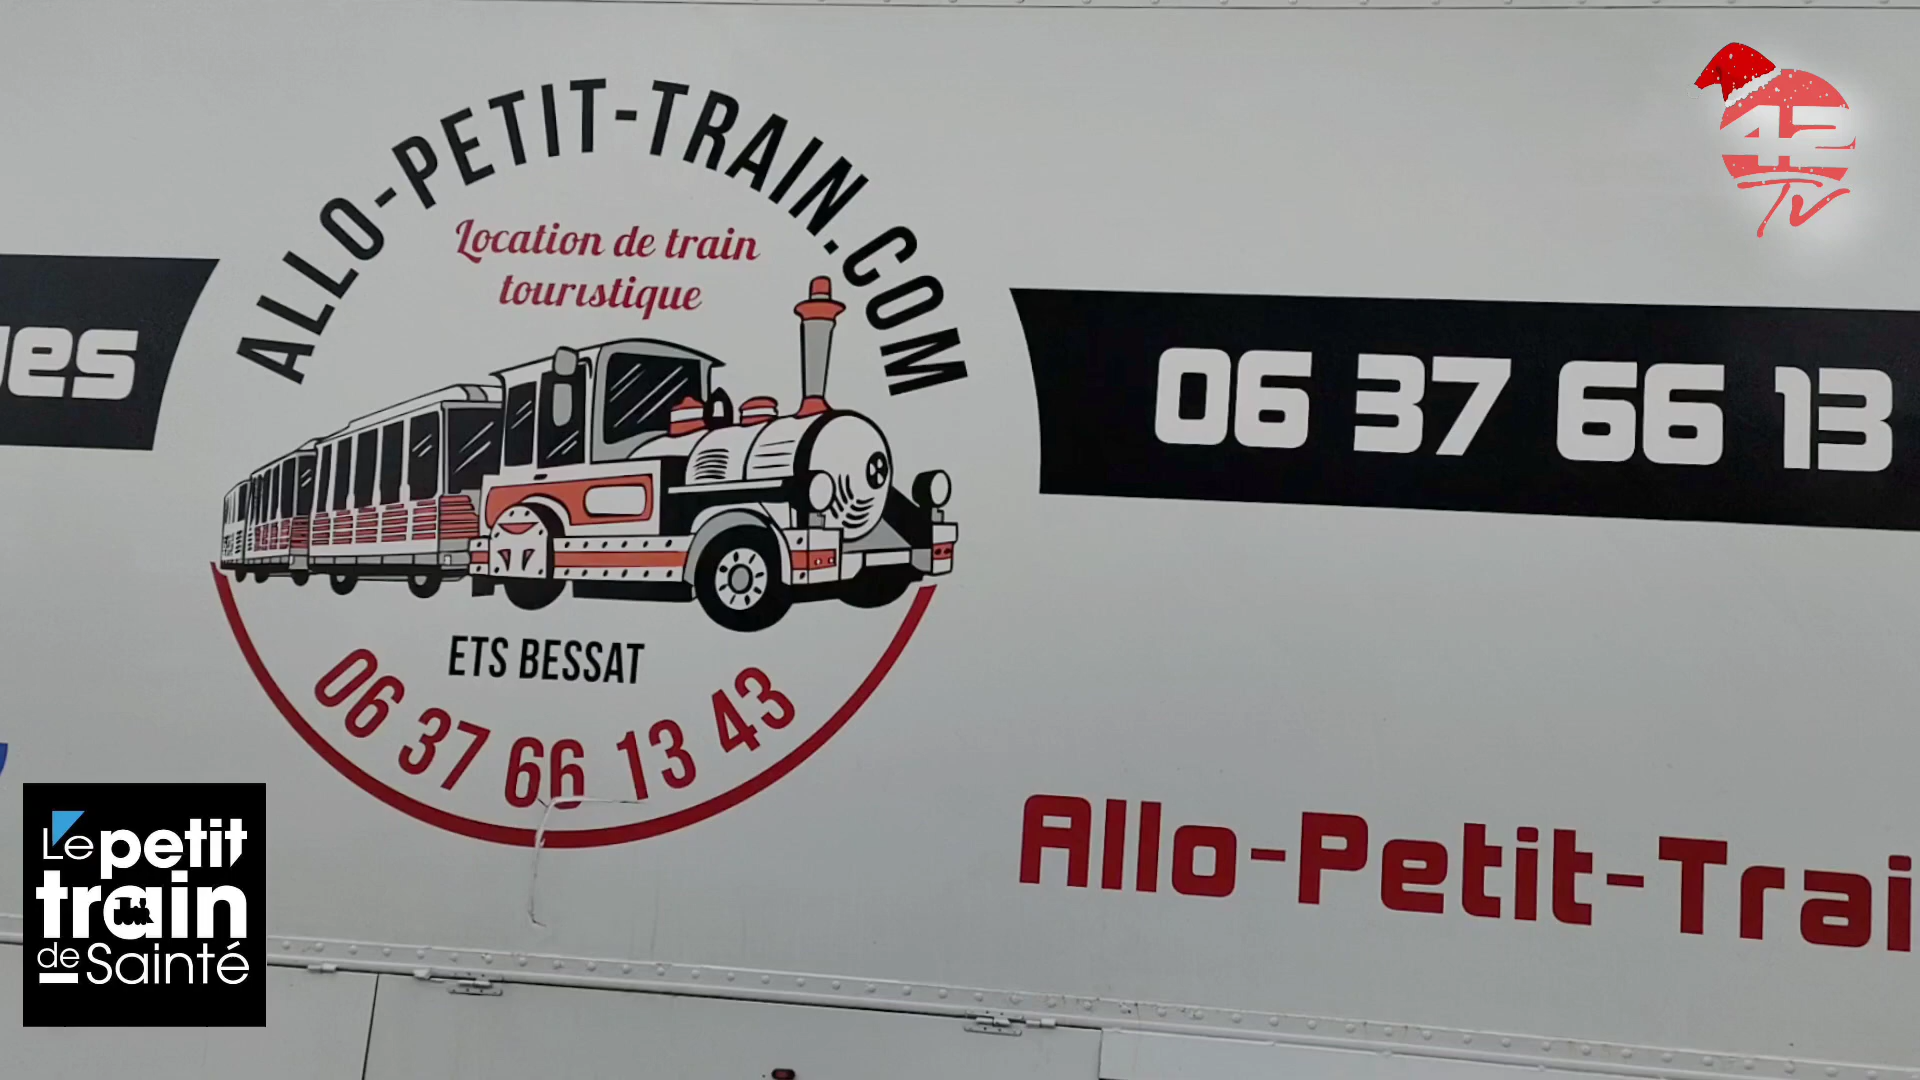 ALLO-PETIT-TRAIN.COM
Location de train
touristique
ETS BESSAT
06 37 66 13 43
06 37 66 13
Allo-Petit-Trai
42
TV
Le petit
train
de Sainté